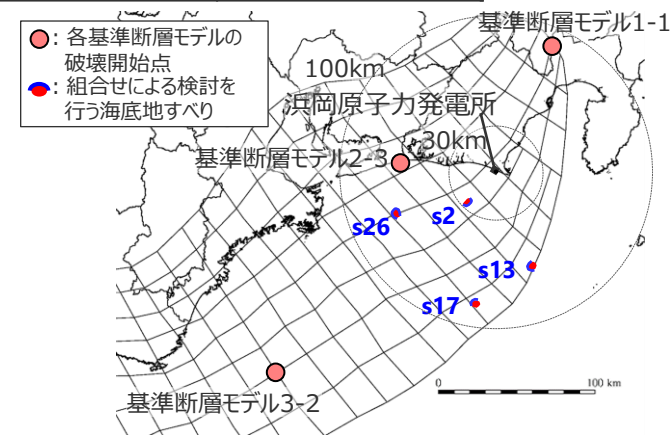 基準断層モデル1-1
：各基準断層モデルの
破壊開始点
：組合せによる検討を
行う海底地すべり
100km
浜岡原子力発電所
基準断層モデル2-3
30km
s26
s2
s13
s17
基準断層モデル3-2
0
100 km